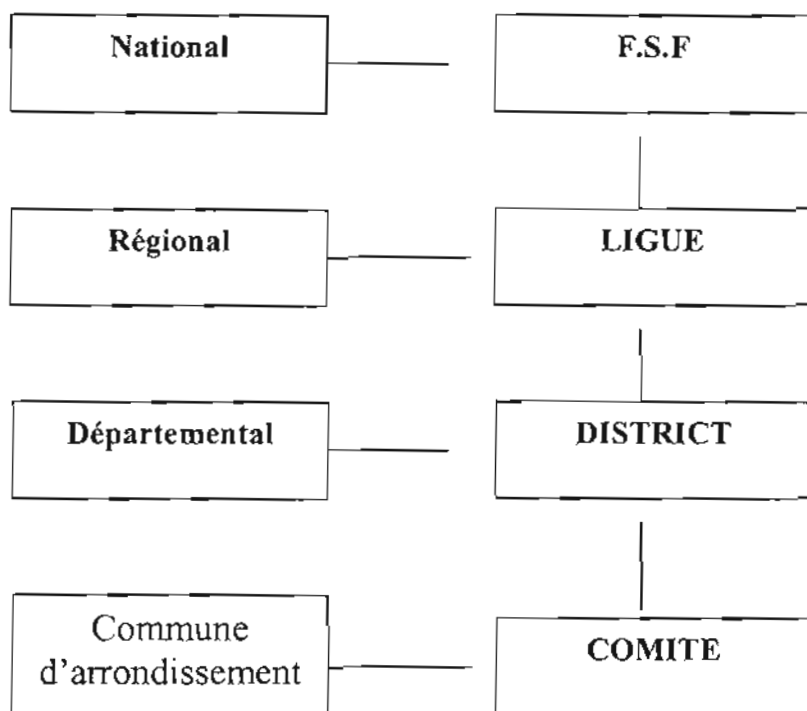 National
F.S.F
Régional
LIGUE
Départemental
DISTRICT
Commune
d'arrondissement
COMITE